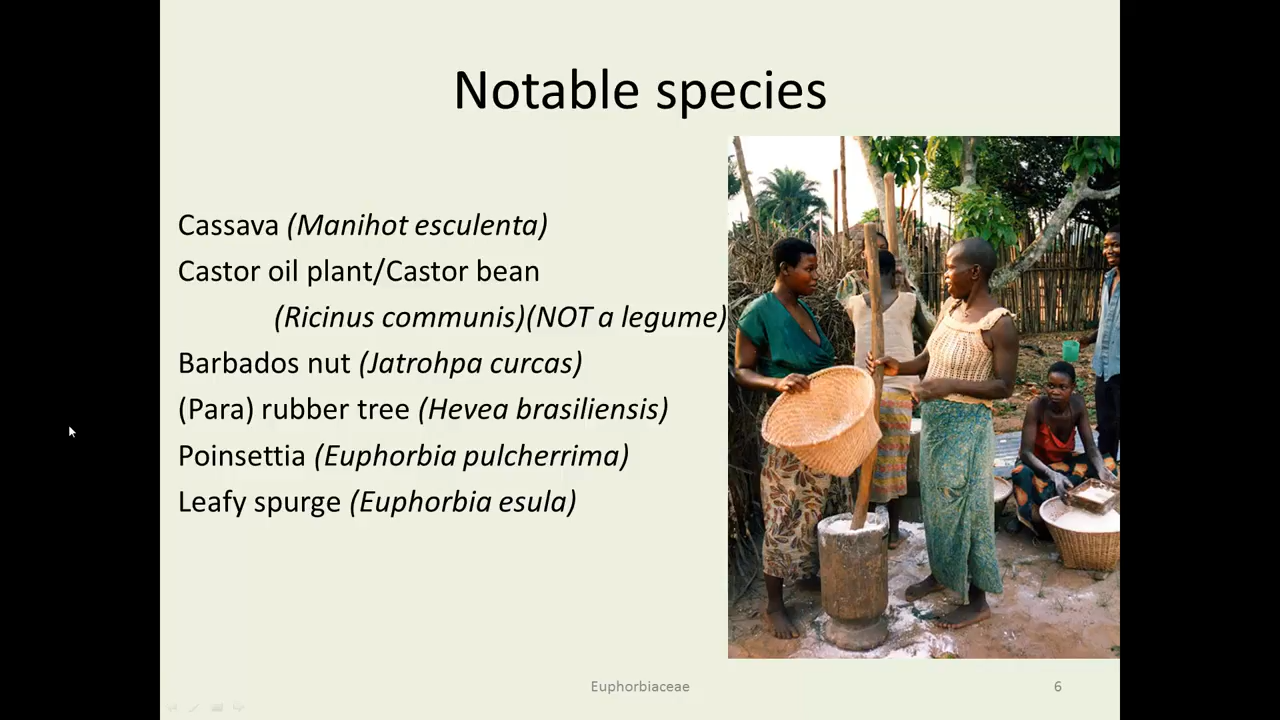 Notable species
Cassava (Manihot esculenta)
Castor oil plant/Castor bean
(Ricinus communis)(NOT a legume)
Barbados nut (Jatrohpa curcas)
(Para) rubber tree (Hevea brasiliensis)
Poinsettia (Euphorbia pulcherrima)
Leafy spurge (Euphorbia esula)
Euphorbiaceae
6